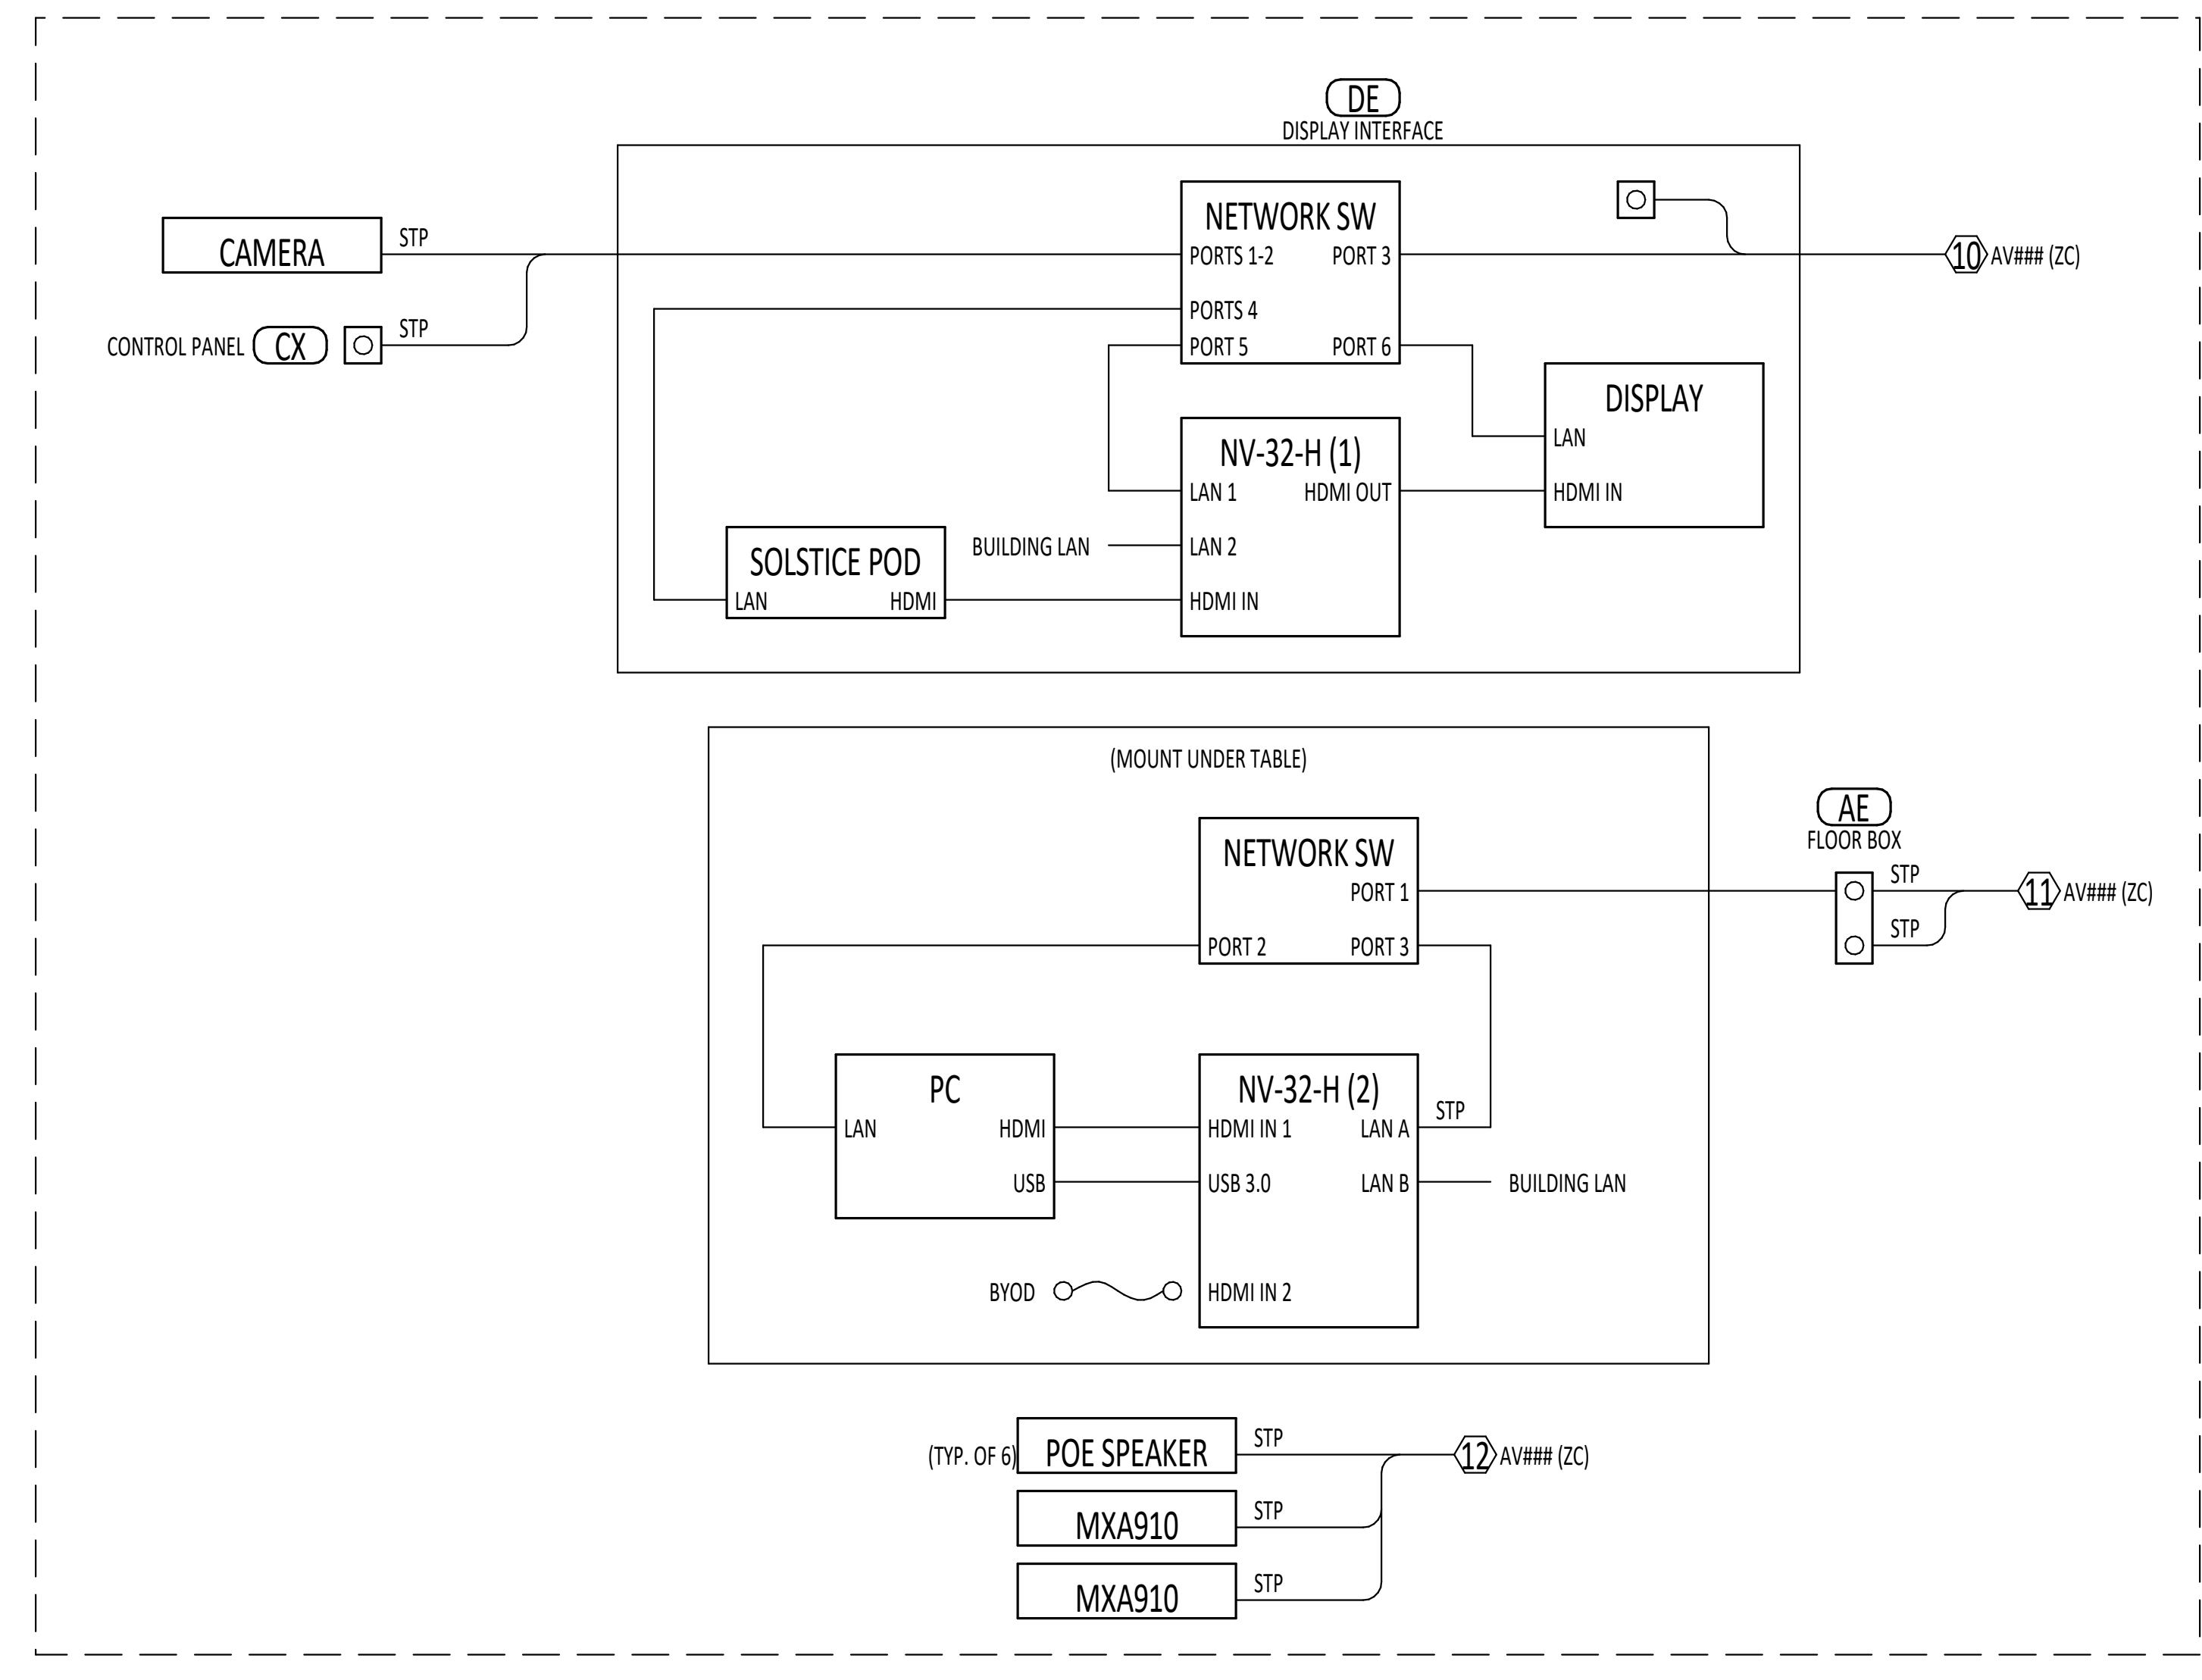 DE
DISPLAY INTERFACE
NETWORK SW
CAMERA
STP
PORTS 1-2
PORT 3
10
AV### (ZC)
PORTS 4
CONTROL PANEL
CX
STP
PORT 5
PORT 6
DISPLAY
LAN
HDMI IN
NV-32-H (1)
LAN 1
HDMI OUT
BUILDING LAN
LAN 2
HDMI IN
SOLSTICE POD
LAN
HDMI
(MOUNT UNDER TABLE)
NETWORK SW
PORT 1
PORT 2
PORT 3
AE
FLOOR BOX
STP
11
AV### (ZC)
STP
PC
LAN
HDMI
USB
NV-32-H (2)
HDMI IN 1
LAN A
STP
USB 3.0
LAN B
BUILDING LAN
BYOD
HDMI IN 2
(TYP. OF 6)
POE SPEAKER
STP
12
AV### (ZC)
MXA910
STP
MXA910
STP